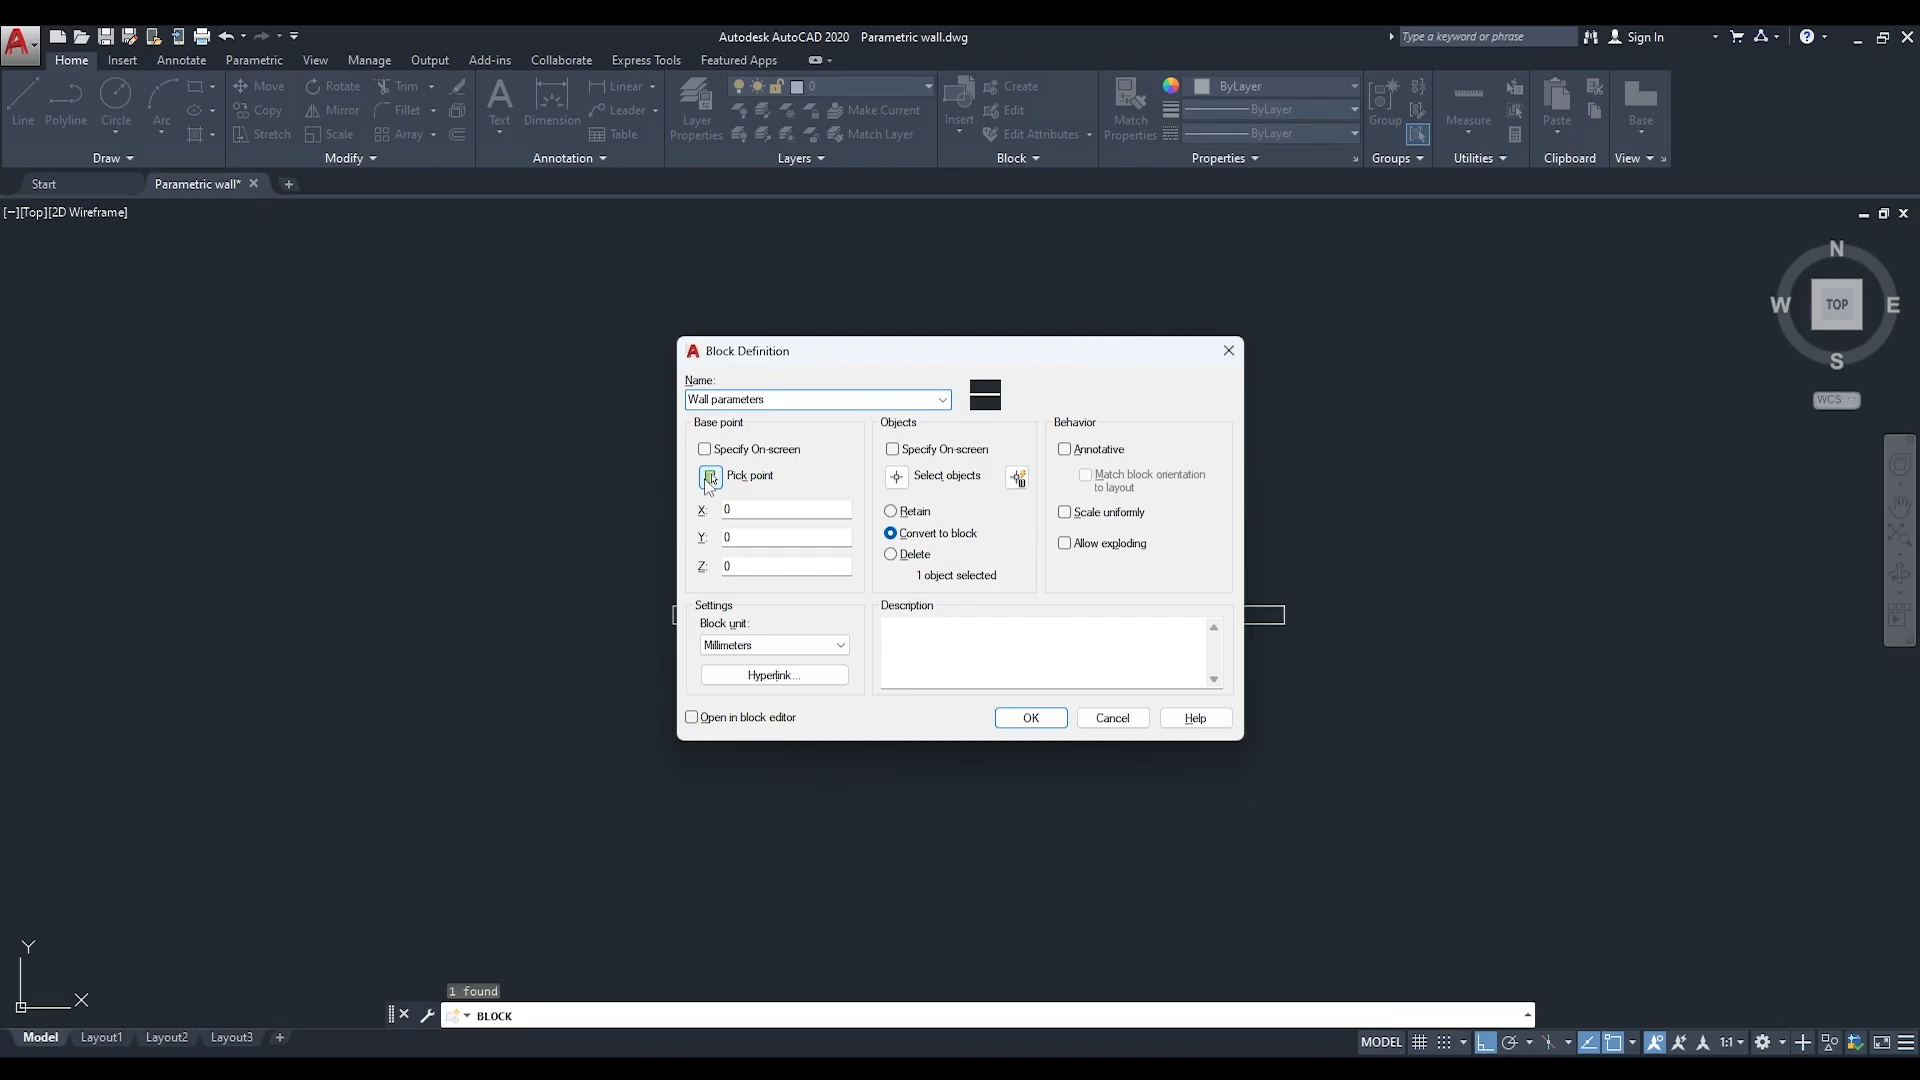 Autodesk AutoCAD 2020 Parametric wall.dwg
Type a keyword or phrase
Sign In
Home Insert Annotate Parametric View Manage Output Add-ins Collaborate Express Tools Featured Apps
Line Polyline Circle Arc
Draw
Move Rotate Trim
Copy Mirror Fillet
Stretch Scale Array
Modify
Text Dimension
Linear
Leader
Table
Annotation
Layer Properties
0
Make Current
Match Layer
Layers
Insert
Create
Edit
Edit Attributes
Block
Match Properties
ByLayer
ByLayer
ByLayer
Properties
Group
Groups
Measure
Utilities
Paste
Clipboard
Base
View
Start Parametric wall*
[−][Top][2D Wireframe]
N
W TOP E
S
WCS
Block Definition
Name:
Wall parameters
Base point
Specify On-screen
Pick point
X: 0
Y: 0
Z: 0
Objects
Specify On-screen
Select objects
Retain
Convert to block
Delete
1 object selected
Behavior
Annotative
Match block orientation
to layout
Scale uniformly
Allow exploding
Settings
Block unit:
Millimeters
Hyperlink...
Description
Open in block editor
OK Cancel Help
Y
X
1 found
BLOCK
Model Layout1 Layout2 Layout3
MODEL
1:1